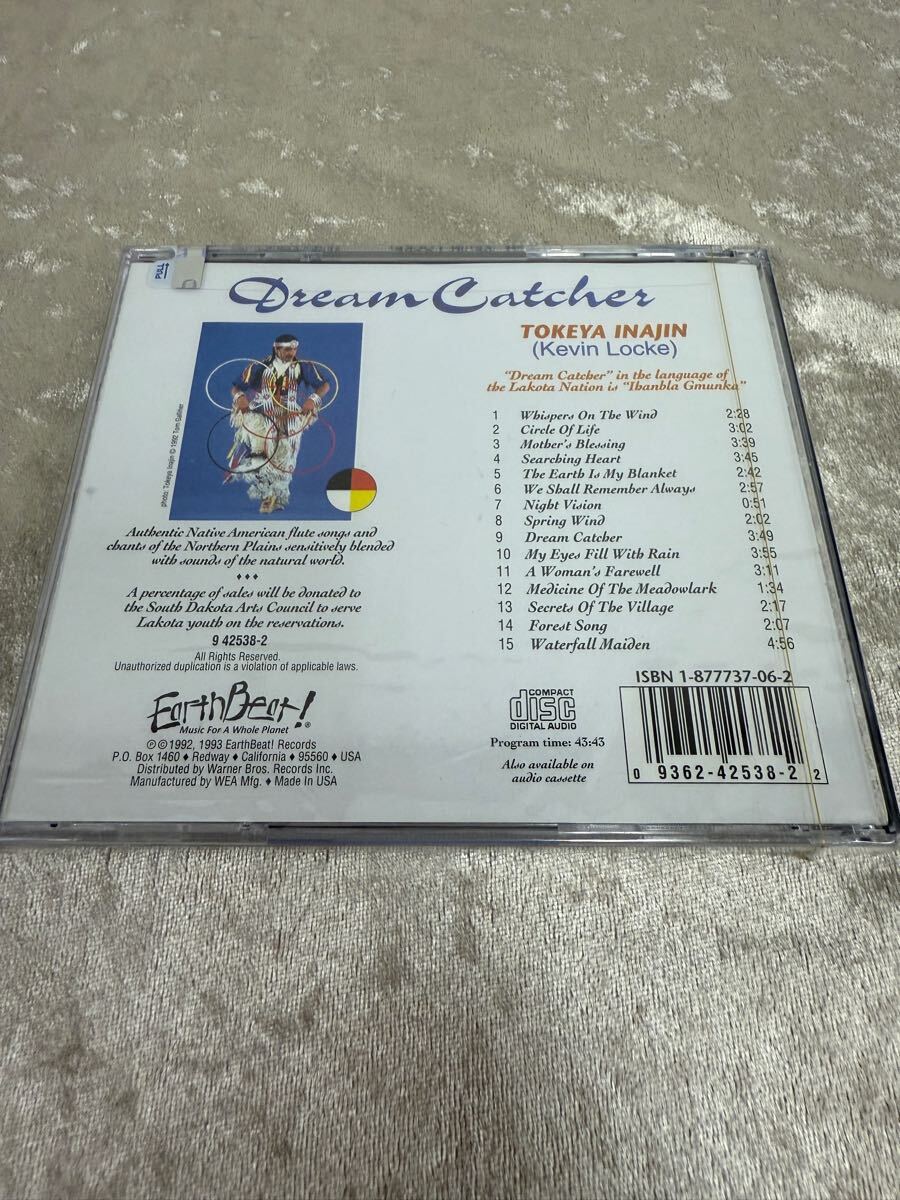 PULL
Dream Catcher
TOKEYA INAJIN
(Kevin Locke)
"Dream Catcher" in the language of
the Lakota Nation is "Ihanbla Gmunka"
1 Whispers On The Wind 2:28
2 Circle Of Life 3:02
3 Mother's Blessing 3:39
4 Searching Heart 3:45
5 The Earth Is My Blanket 2:42
6 We Shall Remember Always 2:57
7 Night Vision 0:51
8 Spring Wind 2:02
9 Dream Catcher 3:49
10 My Eyes Fill With Rain 3:55
11 A Woman's Farewell 3:11
12 Medicine Of The Meadowlark 1:34
13 Secrets Of The Village 2:17
14 Forest Song 2:07
15 Waterfall Maiden 4:56
photo: Tokeya Inajin © 1992 Tom
Authentic Native American flute songs and
chants of the Northern Plains sensitively blended
with sounds of the natural world.
♦♦♦
A percentage of sales will be donated to
the South Dakota Arts Council to serve
Lakota youth on the reservations.
9 42538-2
All Rights Reserved.
Unauthorized duplication is a violation of applicable laws.
EarthBeat!®
Music For A Whole Planet
℗©1992, 1993 EarthBeat! Records
P.O. Box 1460 ♦ Redway ♦ California ♦ 95560 ♦ USA
Distributed by Warner Bros. Records Inc.
Manufactured by WEA Mfg. ♦ Made in USA
COMPACT
disc
DIGITAL AUDIO
Program time: 43:43
Also available on
audio cassette
ISBN 1-877737-06-2
0 9362-42538-2 2